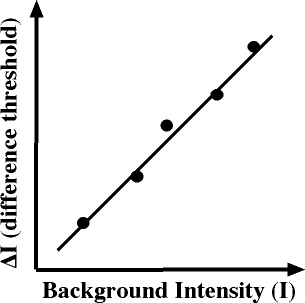 ΔI (difference threshold)
Background Intensity (I)